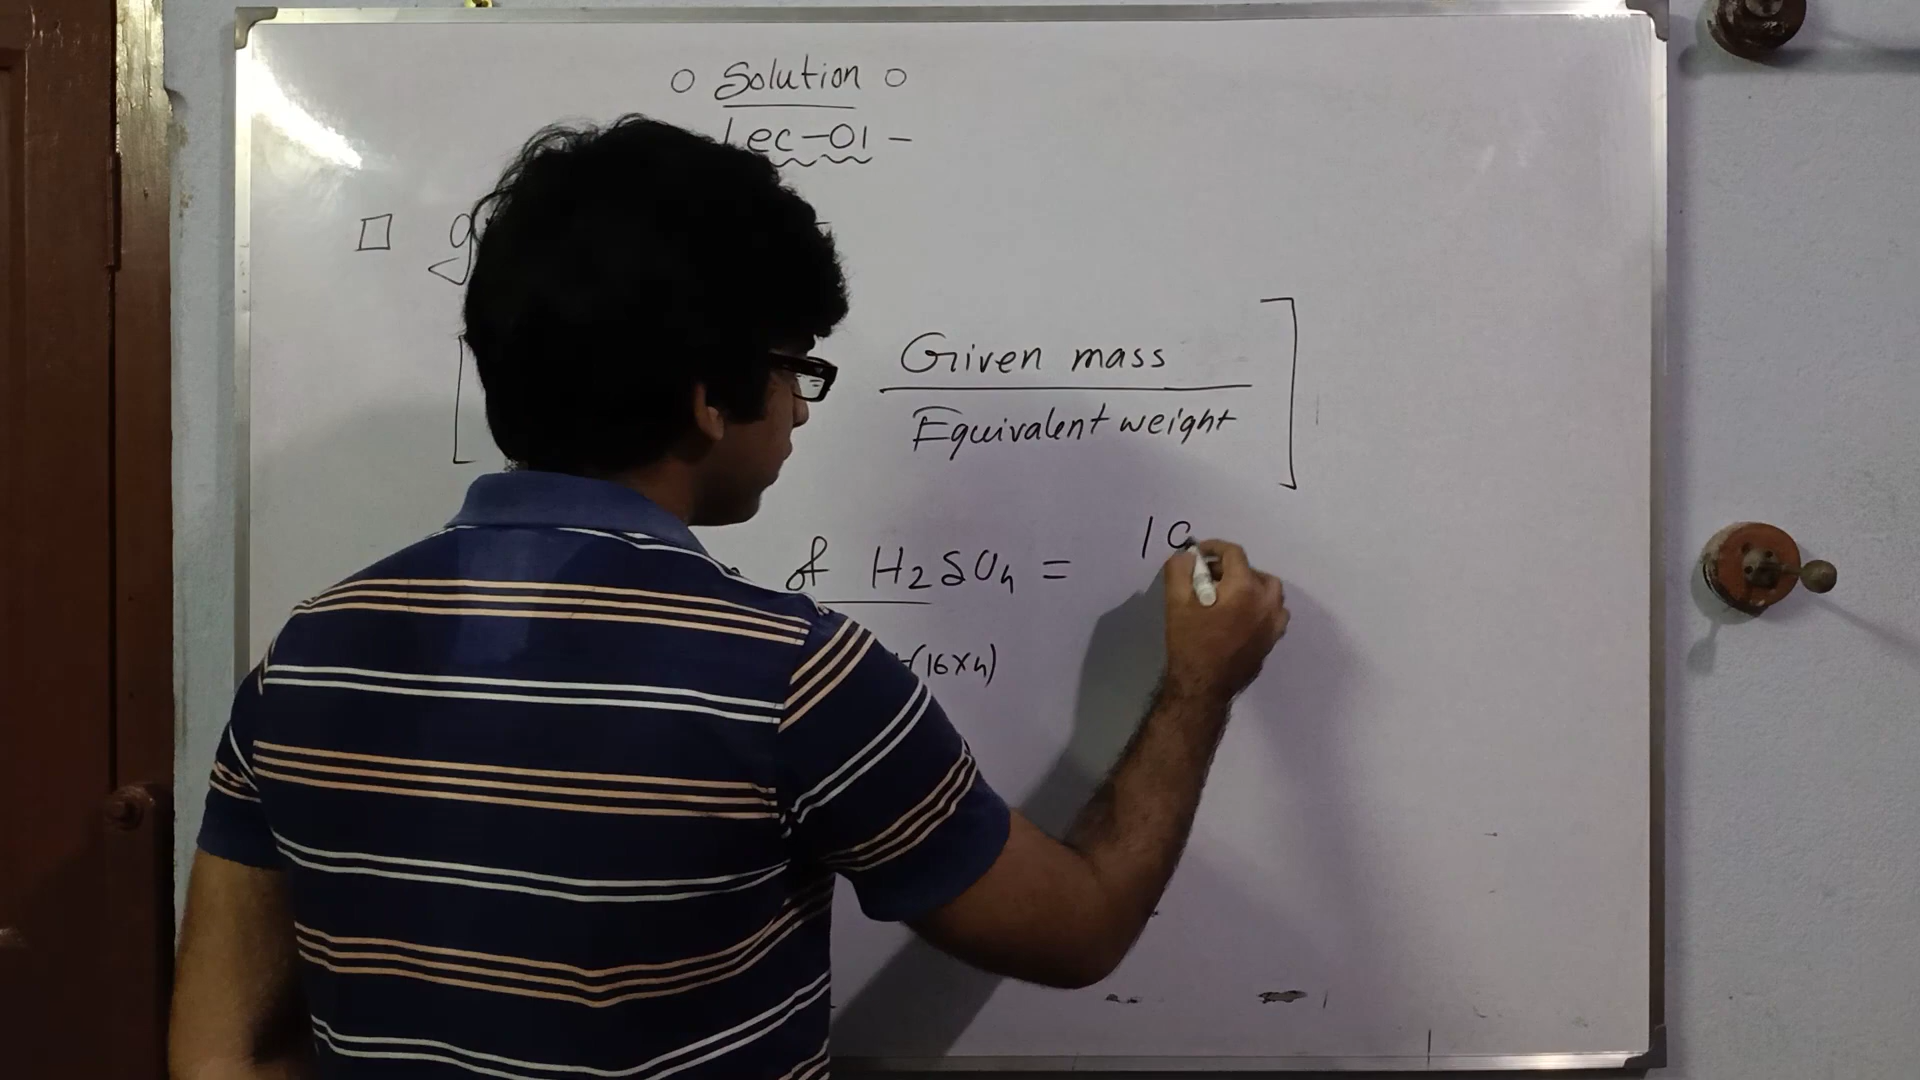 Solution
Lec-01 -
Given mass
Equivalent weight
of H₂SO₄ = 10
+(16×4)